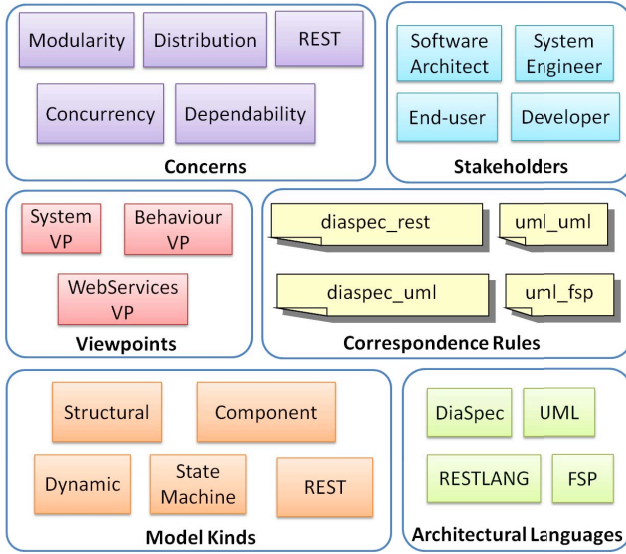 Modularity
Distribution
REST
Concurrency
Dependability
Concerns
Software
Architect
System
Engineer
End-user
Developer
Stakeholders
System
VP
Behaviour
VP
WebServices
VP
Viewpoints
diaspec_rest
uml_uml
diaspec_uml
uml_fsp
Correspondence Rules
Structural
Component
Dynamic
State
Machine
REST
Model Kinds
DiaSpec
UML
RESTLANG
FSP
Architectural Languages